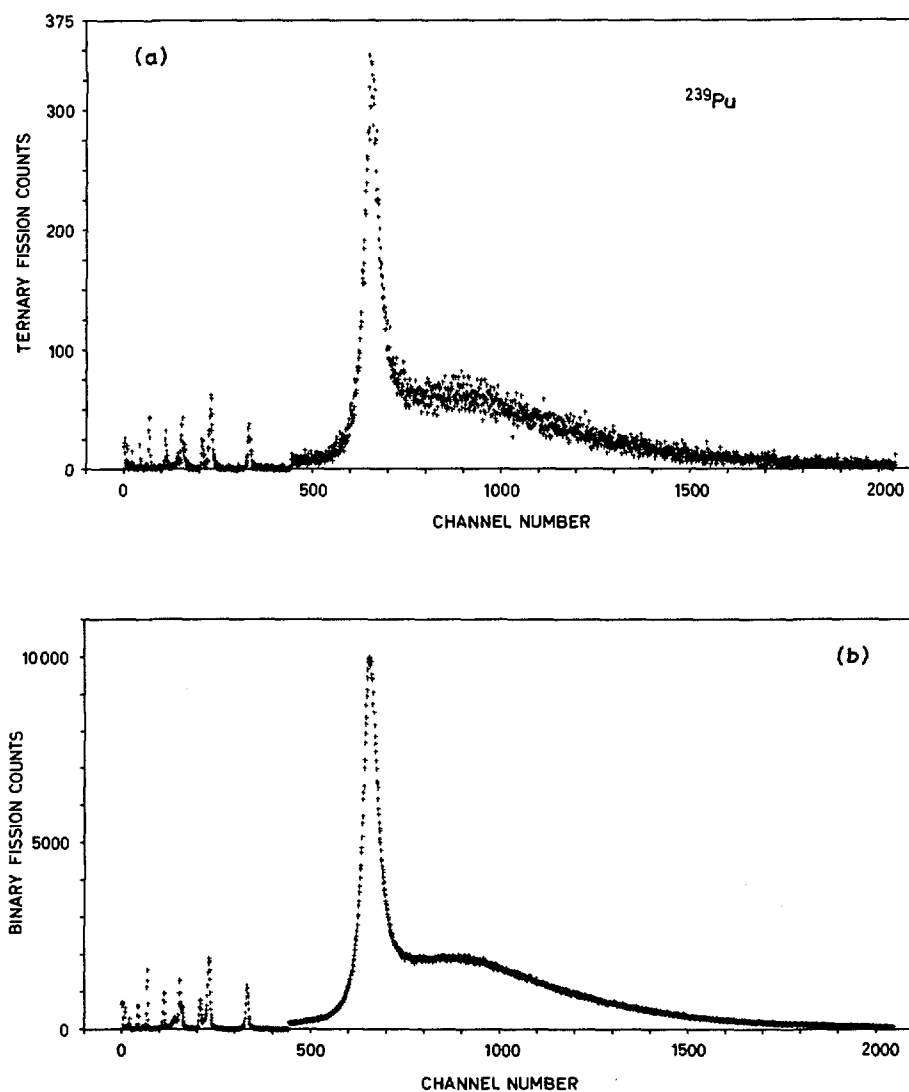 (a)
²³⁹Pu
TERNARY FISSION COUNTS
375
300
200
100
0
0 500 1000 1500 2000
CHANNEL NUMBER
(b)
BINARY FISSION COUNTS
10000
5000
0
0 500 1000 1500 2000
CHANNEL NUMBER